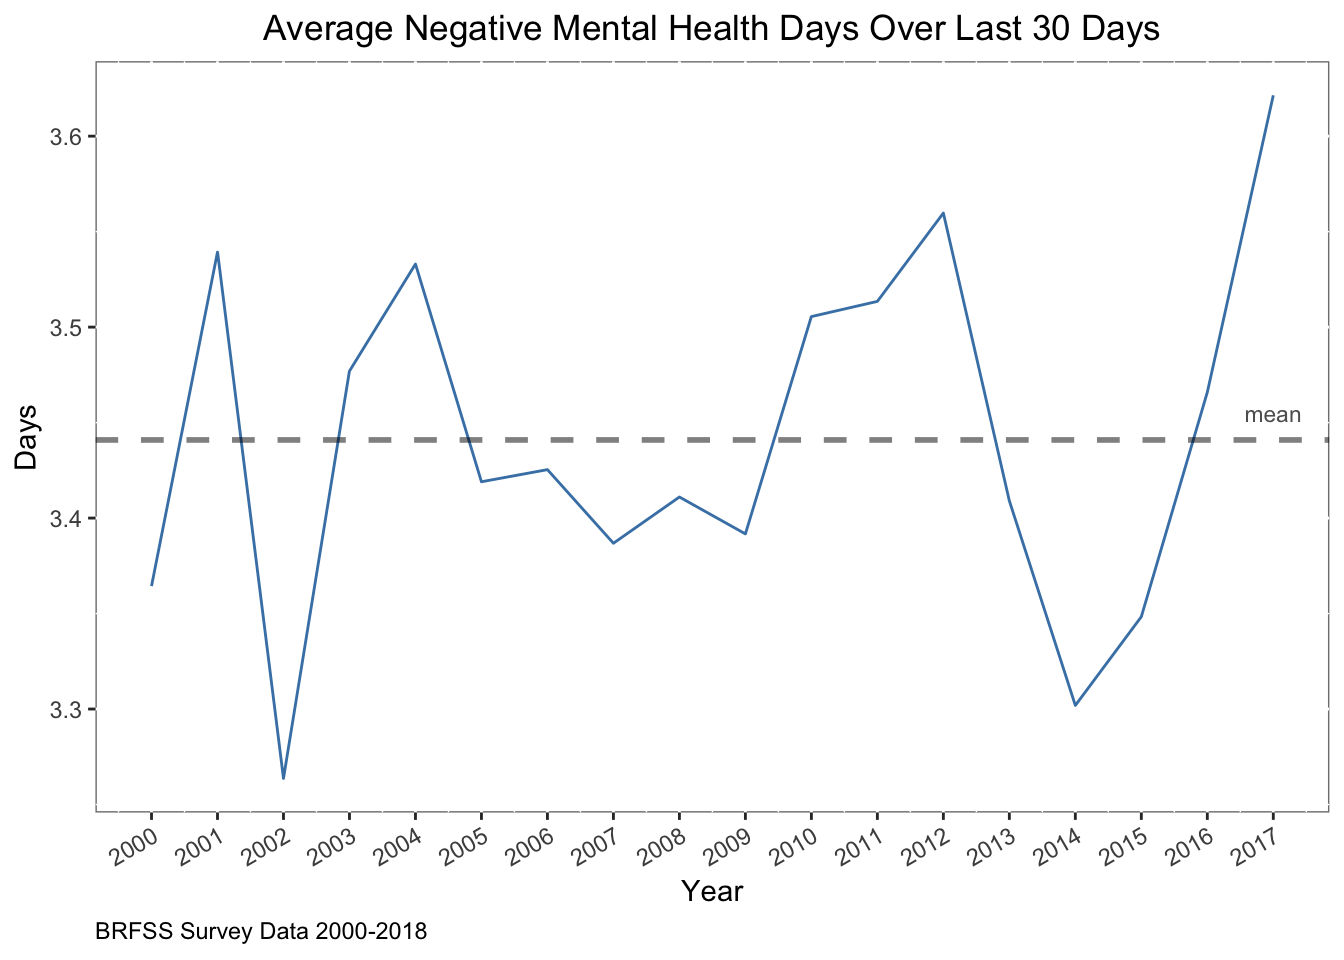 Average Negative Mental Health Days Over Last 30 Days
3.6
3.5
3.4
3.3
Days
mean
2000 2001 2002 2003 2004 2005 2006 2007 2008 2009 2010 2011 2012 2013 2014 2015 2016 2017
Year
BRFSS Survey Data 2000-2018